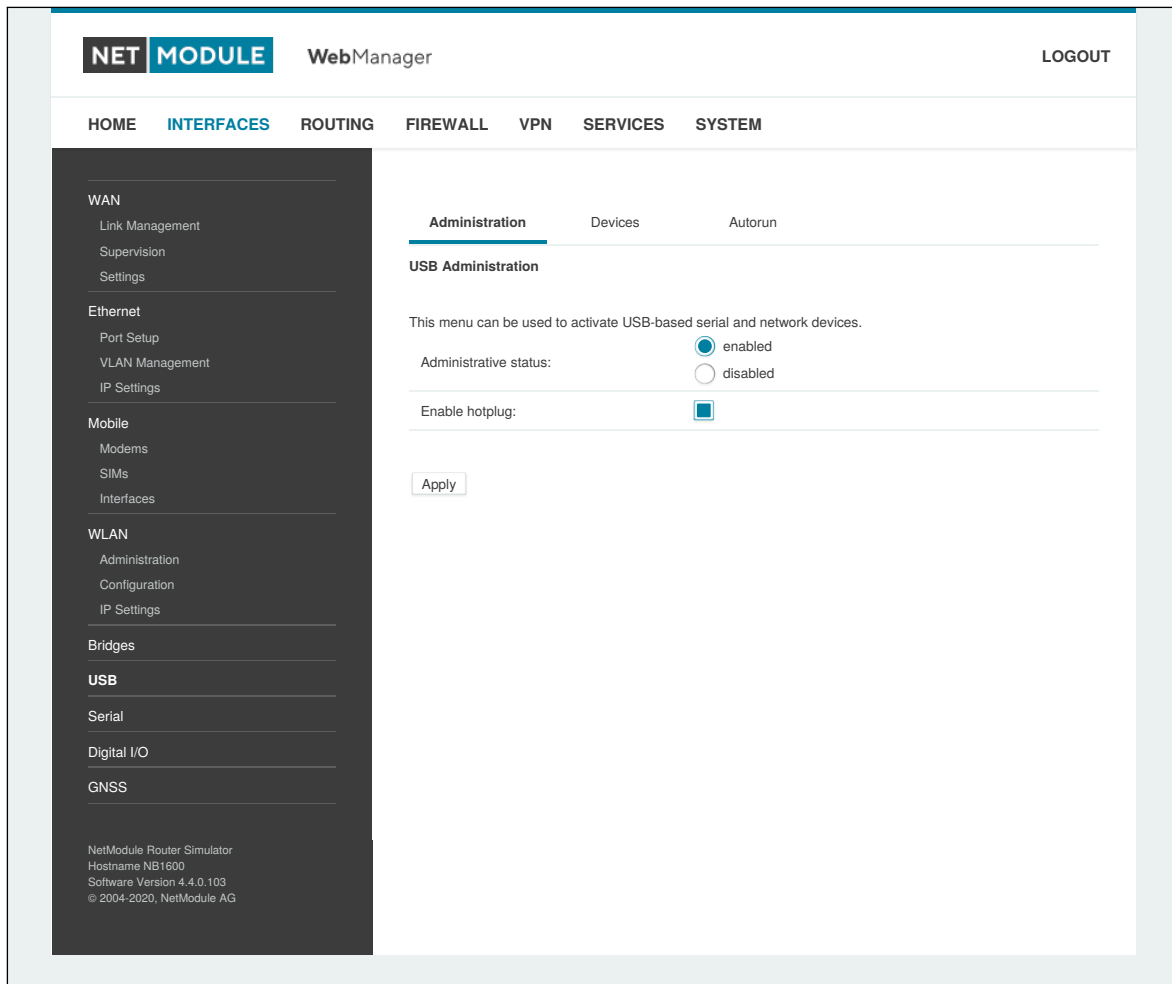 NET MODULE WebManager LOGOUT
HOME INTERFACES ROUTING FIREWALL VPN SERVICES SYSTEM
WAN
Link Management
Supervision
Settings
Ethernet
Port Setup
VLAN Management
IP Settings
Mobile
Modems
SIMs
Interfaces
WLAN
Administration
Configuration
IP Settings
Bridges
USB
Serial
Digital I/O
GNSS
NetModule Router Simulator
Hostname NB1600
Software Version 4.4.0.103
© 2004-2020, NetModule AG
Administration Devices Autorun
USB Administration
This menu can be used to activate USB-based serial and network devices.
Administrative status:
enabled
disabled
Enable hotplug:
Apply